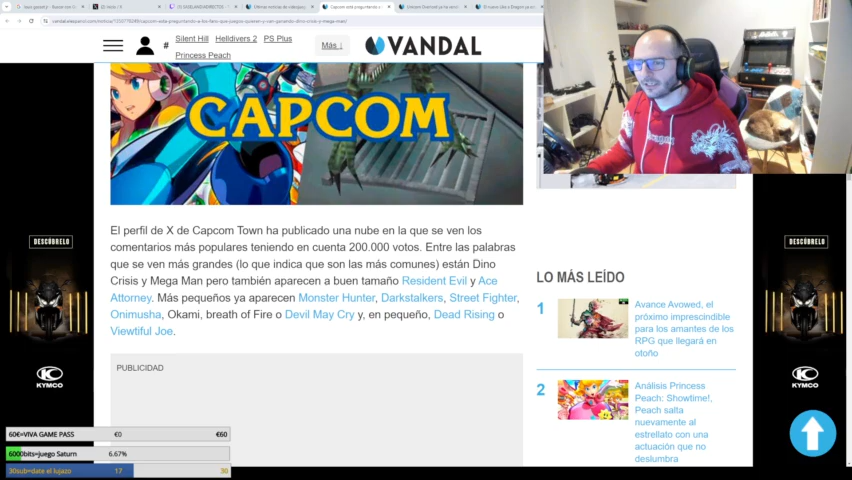 Silent Hill Helldivers 2 PS Plus
#
Princess Peach
Más ↓
VANDAL
CAPCOM
El perfil de X de Capcom Town ha publicado una nube en la que se ven los
comentarios más populares teniendo en cuenta 200.000 votos. Entre las palabras
que se ven más grandes (lo que indica que son las más comunes) están Dino
Crisis y Mega Man pero también aparecen a buen tamaño Resident Evil y Ace
Attorney. Más pequeños ya aparecen Monster Hunter, Darkstalkers, Street Fighter,
Onimusha, Okami, breath of Fire o Devil May Cry y, en pequeño, Dead Rising o
Viewtiful Joe.
PUBLICIDAD
LO MÁS LEÍDO
1
Avance Avowed, el
próximo imprescindible
para los amantes de los
RPG que llegará en
otoño
2
Análisis Princess
Peach: Showtime!,
Peach salta
nuevamente al
estrellato con una
actuación que no
deslumbra
DESCÚBRELO
KYMCO
DESCÚBRELO
KYMCO
60€=VIVA GAME PASS €0 €60
6000bits=juego Saturn 6.67%
30sub=date el lujazo 17 30